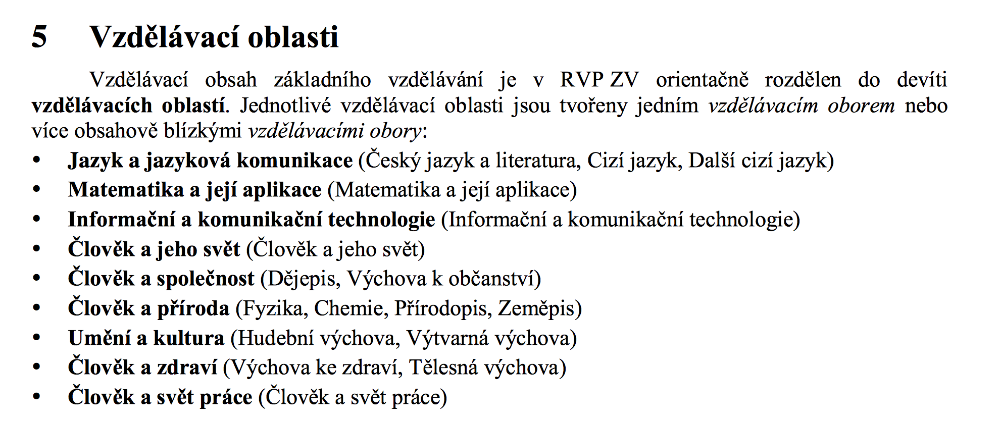 5 Vzdělávací oblasti
Vzdělávací obsah základního vzdělávání je v RVP ZV orientačně rozdělen do devíti
vzdělávacích oblastí. Jednotlivé vzdělávací oblasti jsou tvořeny jedním vzdělávacím oborem nebo
více obsahově blízkými vzdělávacími obory:
• Jazyk a jazyková komunikace (Český jazyk a literatura, Cizí jazyk, Další cizí jazyk)
• Matematika a její aplikace (Matematika a její aplikace)
• Informační a komunikační technologie (Informační a komunikační technologie)
• Člověk a jeho svět (Člověk a jeho svět)
• Člověk a společnost (Dějepis, Výchova k občanství)
• Člověk a příroda (Fyzika, Chemie, Přírodopis, Zeměpis)
• Umění a kultura (Hudební výchova, Výtvarná výchova)
• Člověk a zdraví (Výchova ke zdraví, Tělesná výchova)
• Člověk a svět práce (Člověk a svět práce)